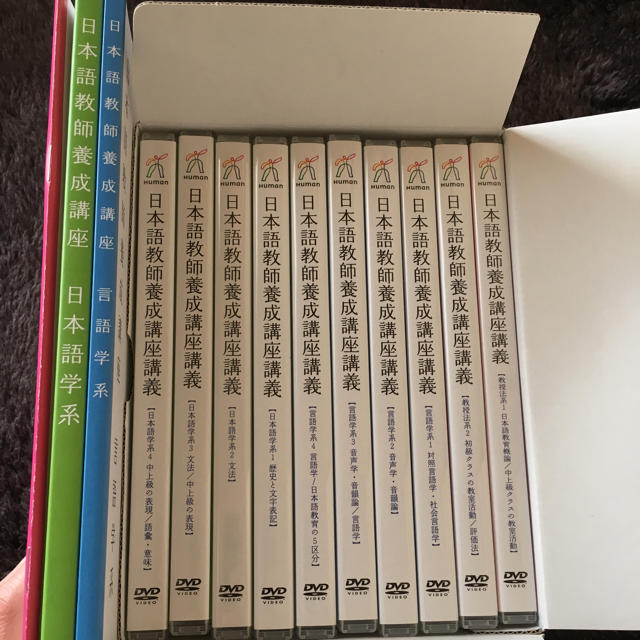 日本語教師養成講座 日本語学系
日本語教師養成講座 言語学系
Human
日本語教師養成講座講義
【日本語学系4 中上級の表現/語彙・意味】
DVD
VIDEO
Human
日本語教師養成講座講義
【日本語学系3 文法/中上級の表現】
DVD
VIDEO
Human
日本語教師養成講座講義
【日本語学系2 文法】
DVD
VIDEO
Human
日本語教師養成講座講義
【日本語学系1 歴史と文字表記】
DVD
VIDEO
Human
日本語教師養成講座講義
【言語学系4 言語学/日本語教育の5区分】
DVD
VIDEO
Human
日本語教師養成講座講義
【言語学系3 音声学・音韻論/言語学】
DVD
VIDEO
Human
日本語教師養成講座講義
【言語学系2 音声学・音韻論】
DVD
VIDEO
Human
日本語教師養成講座講義
【言語学系1 対照言語学・社会言語学】
DVD
VIDEO
Human
日本語教師養成講座講義
【教授法系2 初級クラスの教室活動/評価法】
DVD
VIDEO
Human
日本語教師養成講座講義
【教授法系1 日本語教育概論/中上級クラスの教室活動】
DVD
VIDEO